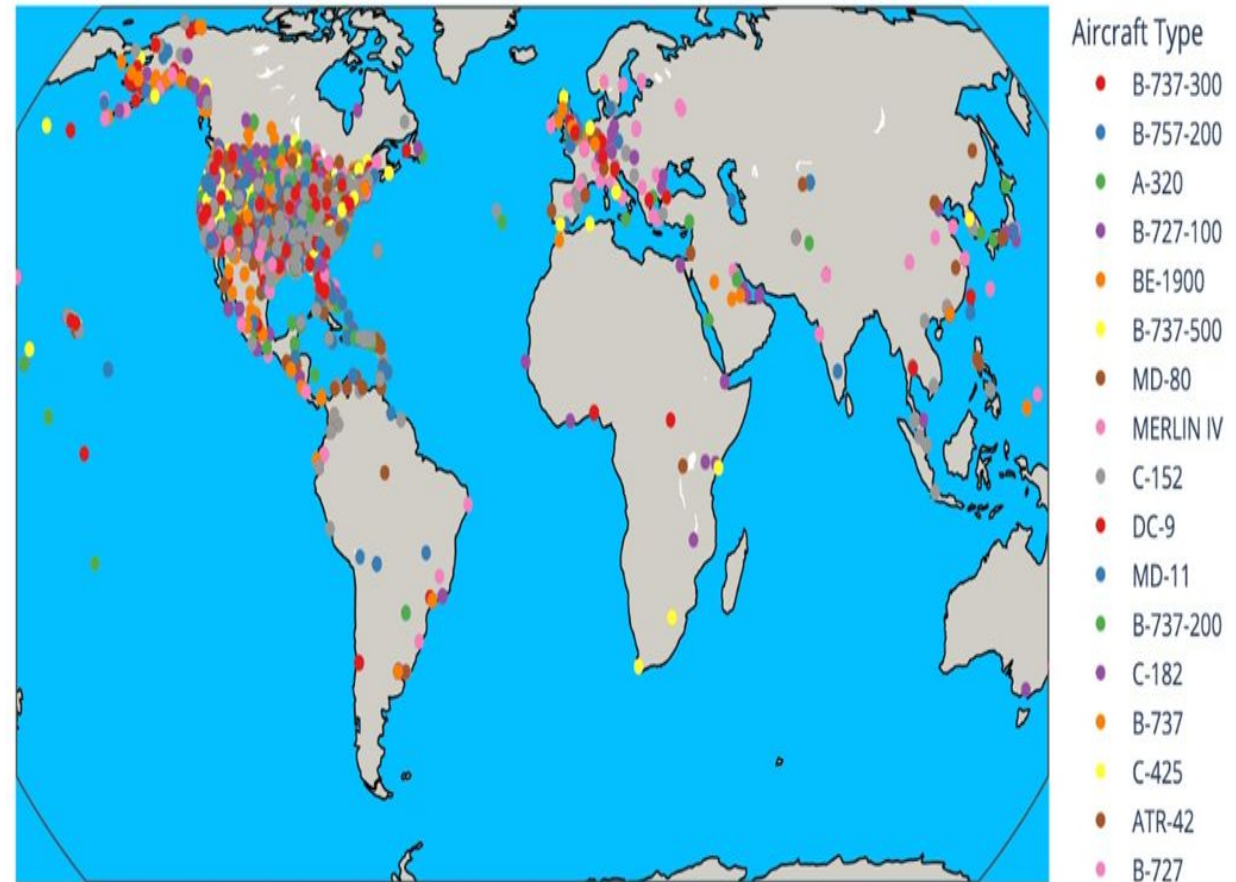 Aircraft Type
B-737-300
B-757-200
A-320
B-727-100
BE-1900
B-737-500
MD-80
MERLIN IV
C-152
DC-9
MD-11
B-737-200
C-182
B-737
C-425
ATR-42
B-727